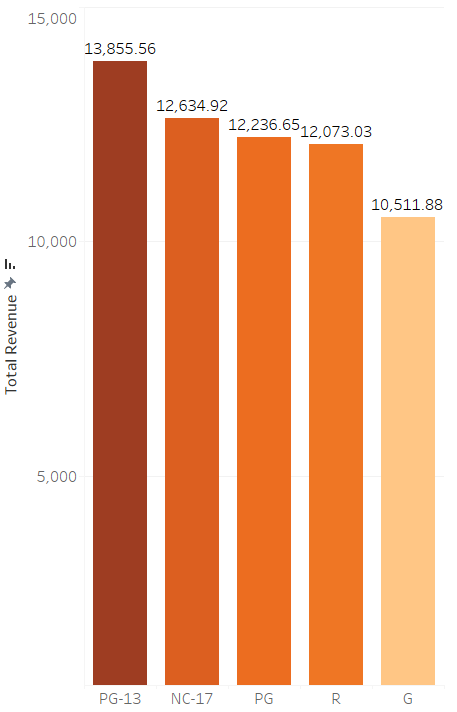 15,000
13,855.56
12,634.92
12,236.65
12,073.03
10,511.88
10,000
5,000
Total Revenue
PG-13
NC-17
PG
R
G